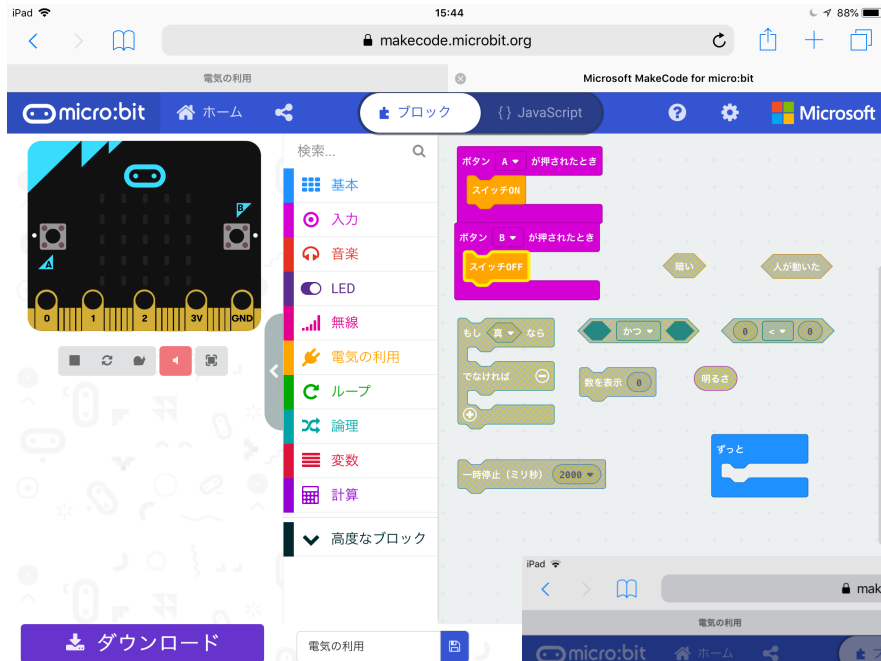 iPad 15:44 88%
makecode.microbit.org
電気の利用 Microsoft MakeCode for micro:bit
micro:bit ホーム ブロック {} JavaScript ? Microsoft
検索...
基本
入力
音楽
LED
無線
電気の利用
ループ
論理
変数
計算
高度なブロック
A
B
0 1 2 3V GND
ボタン A が押されたとき
スイッチON
ボタン B が押されたとき
スイッチOFF
暗い 人が動いた
もし 真 なら
でなければ
かつ
0 < 0
数を表示 0
明るさ
一時停止 (ミリ秒) 2000
ずっと
ダウンロード
電気の利用
iPad
mak
電気の利用
micro:bit ホーム